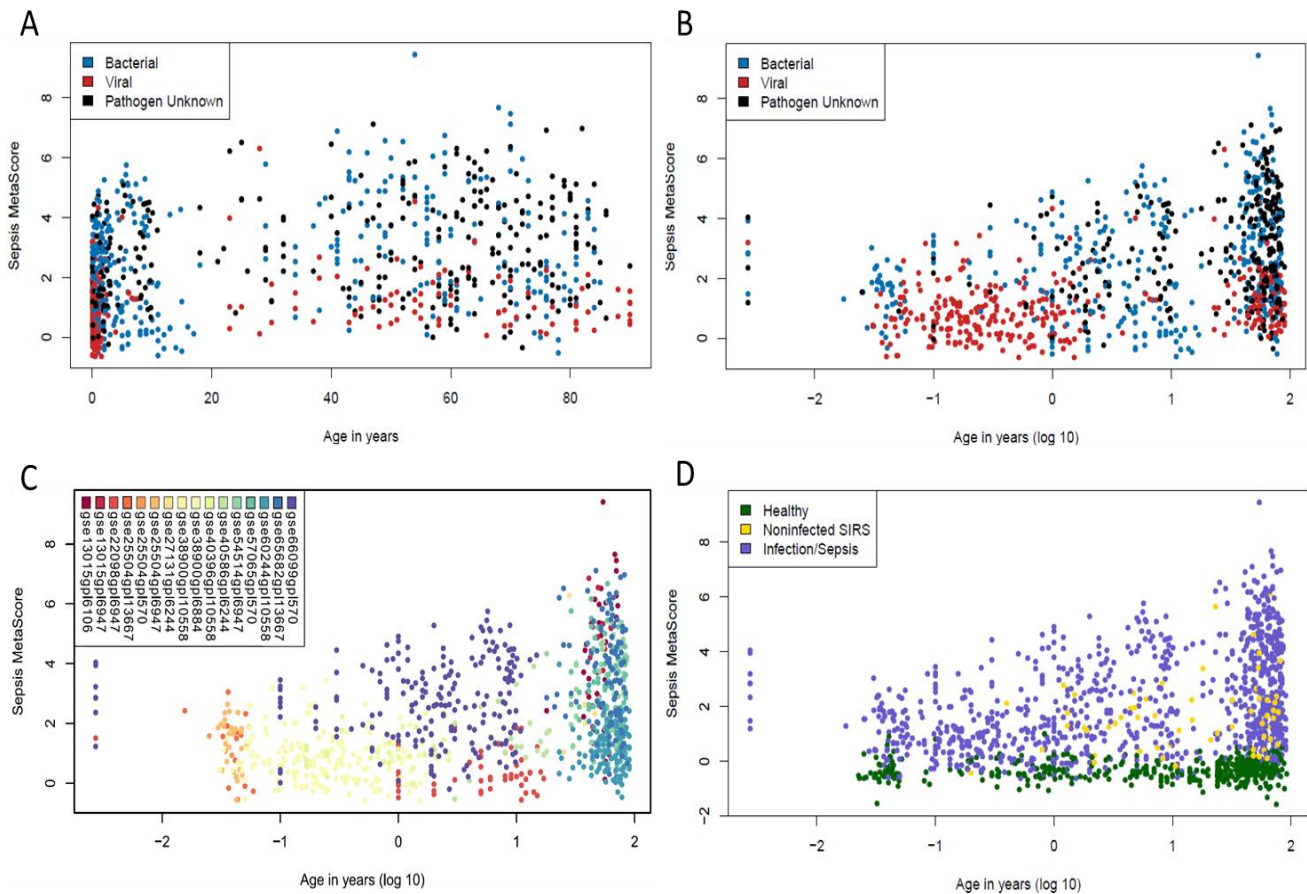 A
Bacterial
Viral
Pathogen Unknown
Sepsis MetaScore
8
6
4
2
0
0
20
40
60
80
Age in years
B
Bacterial
Viral
Pathogen Unknown
Sepsis MetaScore
8
6
4
2
0
−2
−1
0
1
2
Age in years (log 10)
C
gse13015gpl6106
gse13015gpl6947
gse22098gpl6947
gse25504gpl13667
gse25504gpl570
gse25504gpl6947
gse27131gpl6244
gse38900gpl10558
gse38900gpl6884
gse40396gpl10558
gse40586gpl6244
gse54514gpl6947
gse57065gpl570
gse60244gpl10558
gse65682gpl13667
gse66099gpl570
Sepsis MetaScore
8
6
4
2
0
−2
−1
0
1
2
Age in years (log 10)
D
Healthy
Noninfected SIRS
Infection/Sepsis
Sepsis MetaScore
8
6
4
2
0
−2
−2
−1
0
1
2
Age in years (log 10)